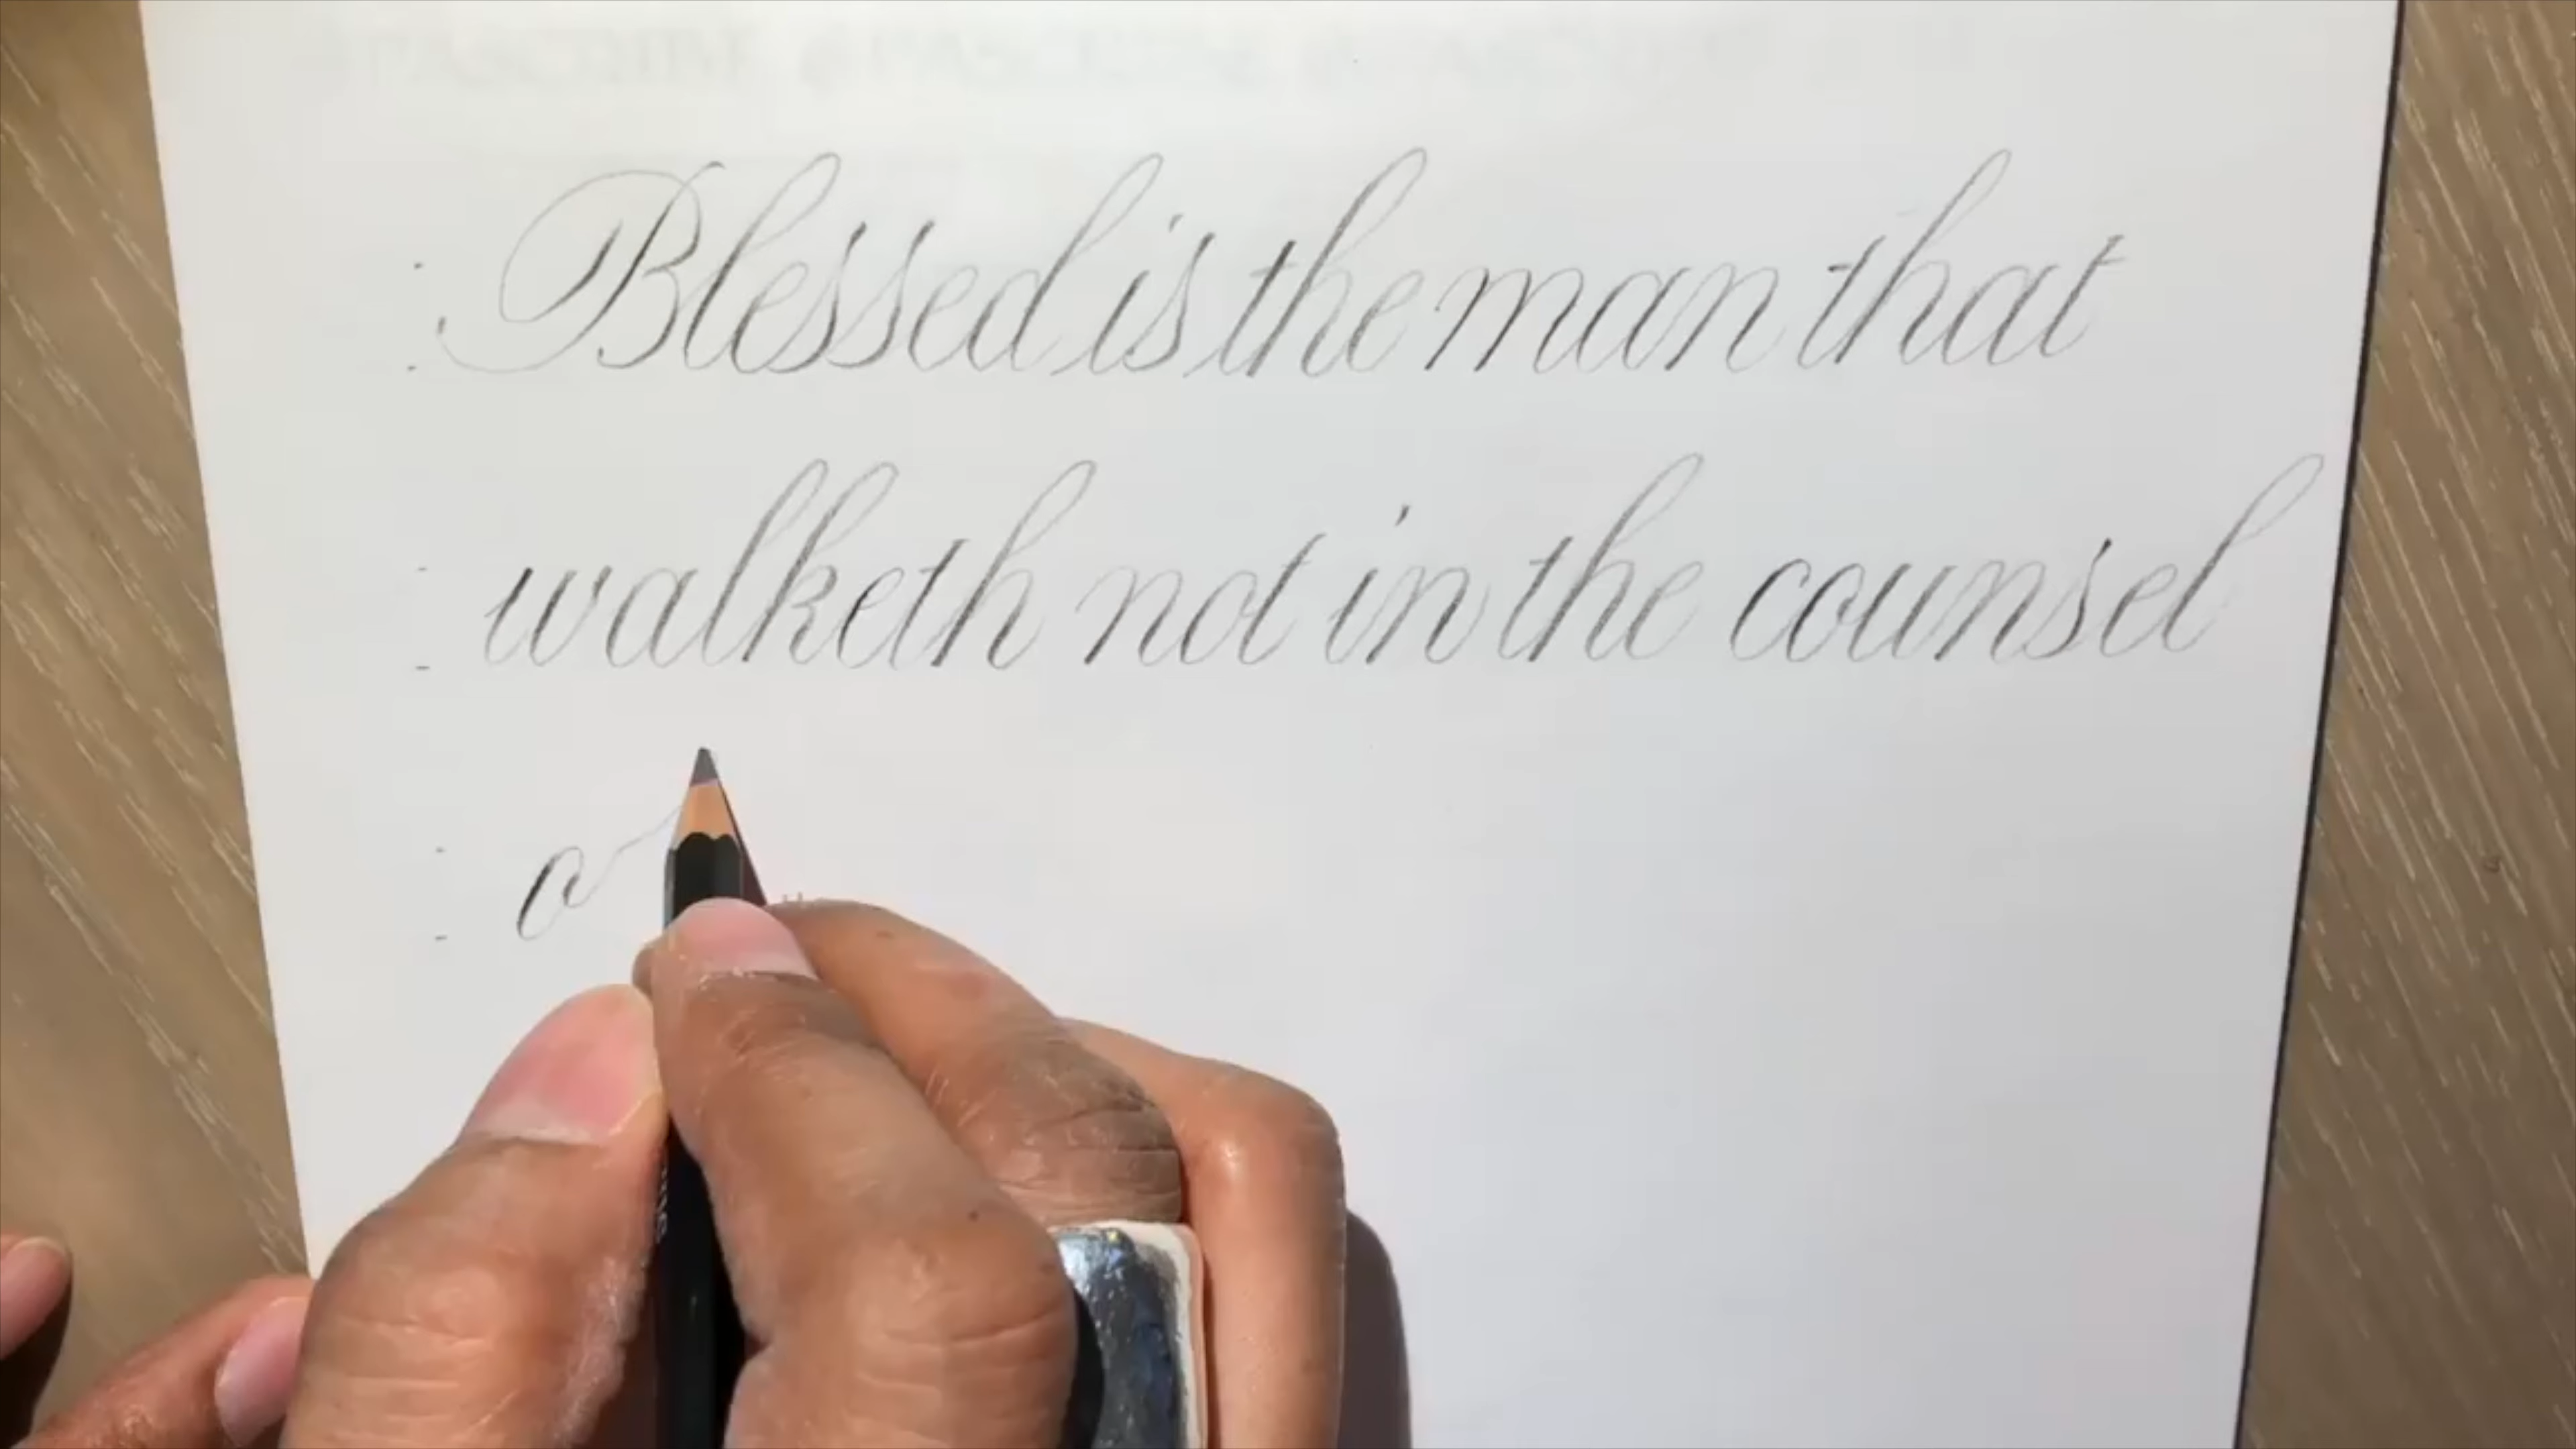 Blessed is the man that
walketh not in the counsel
o